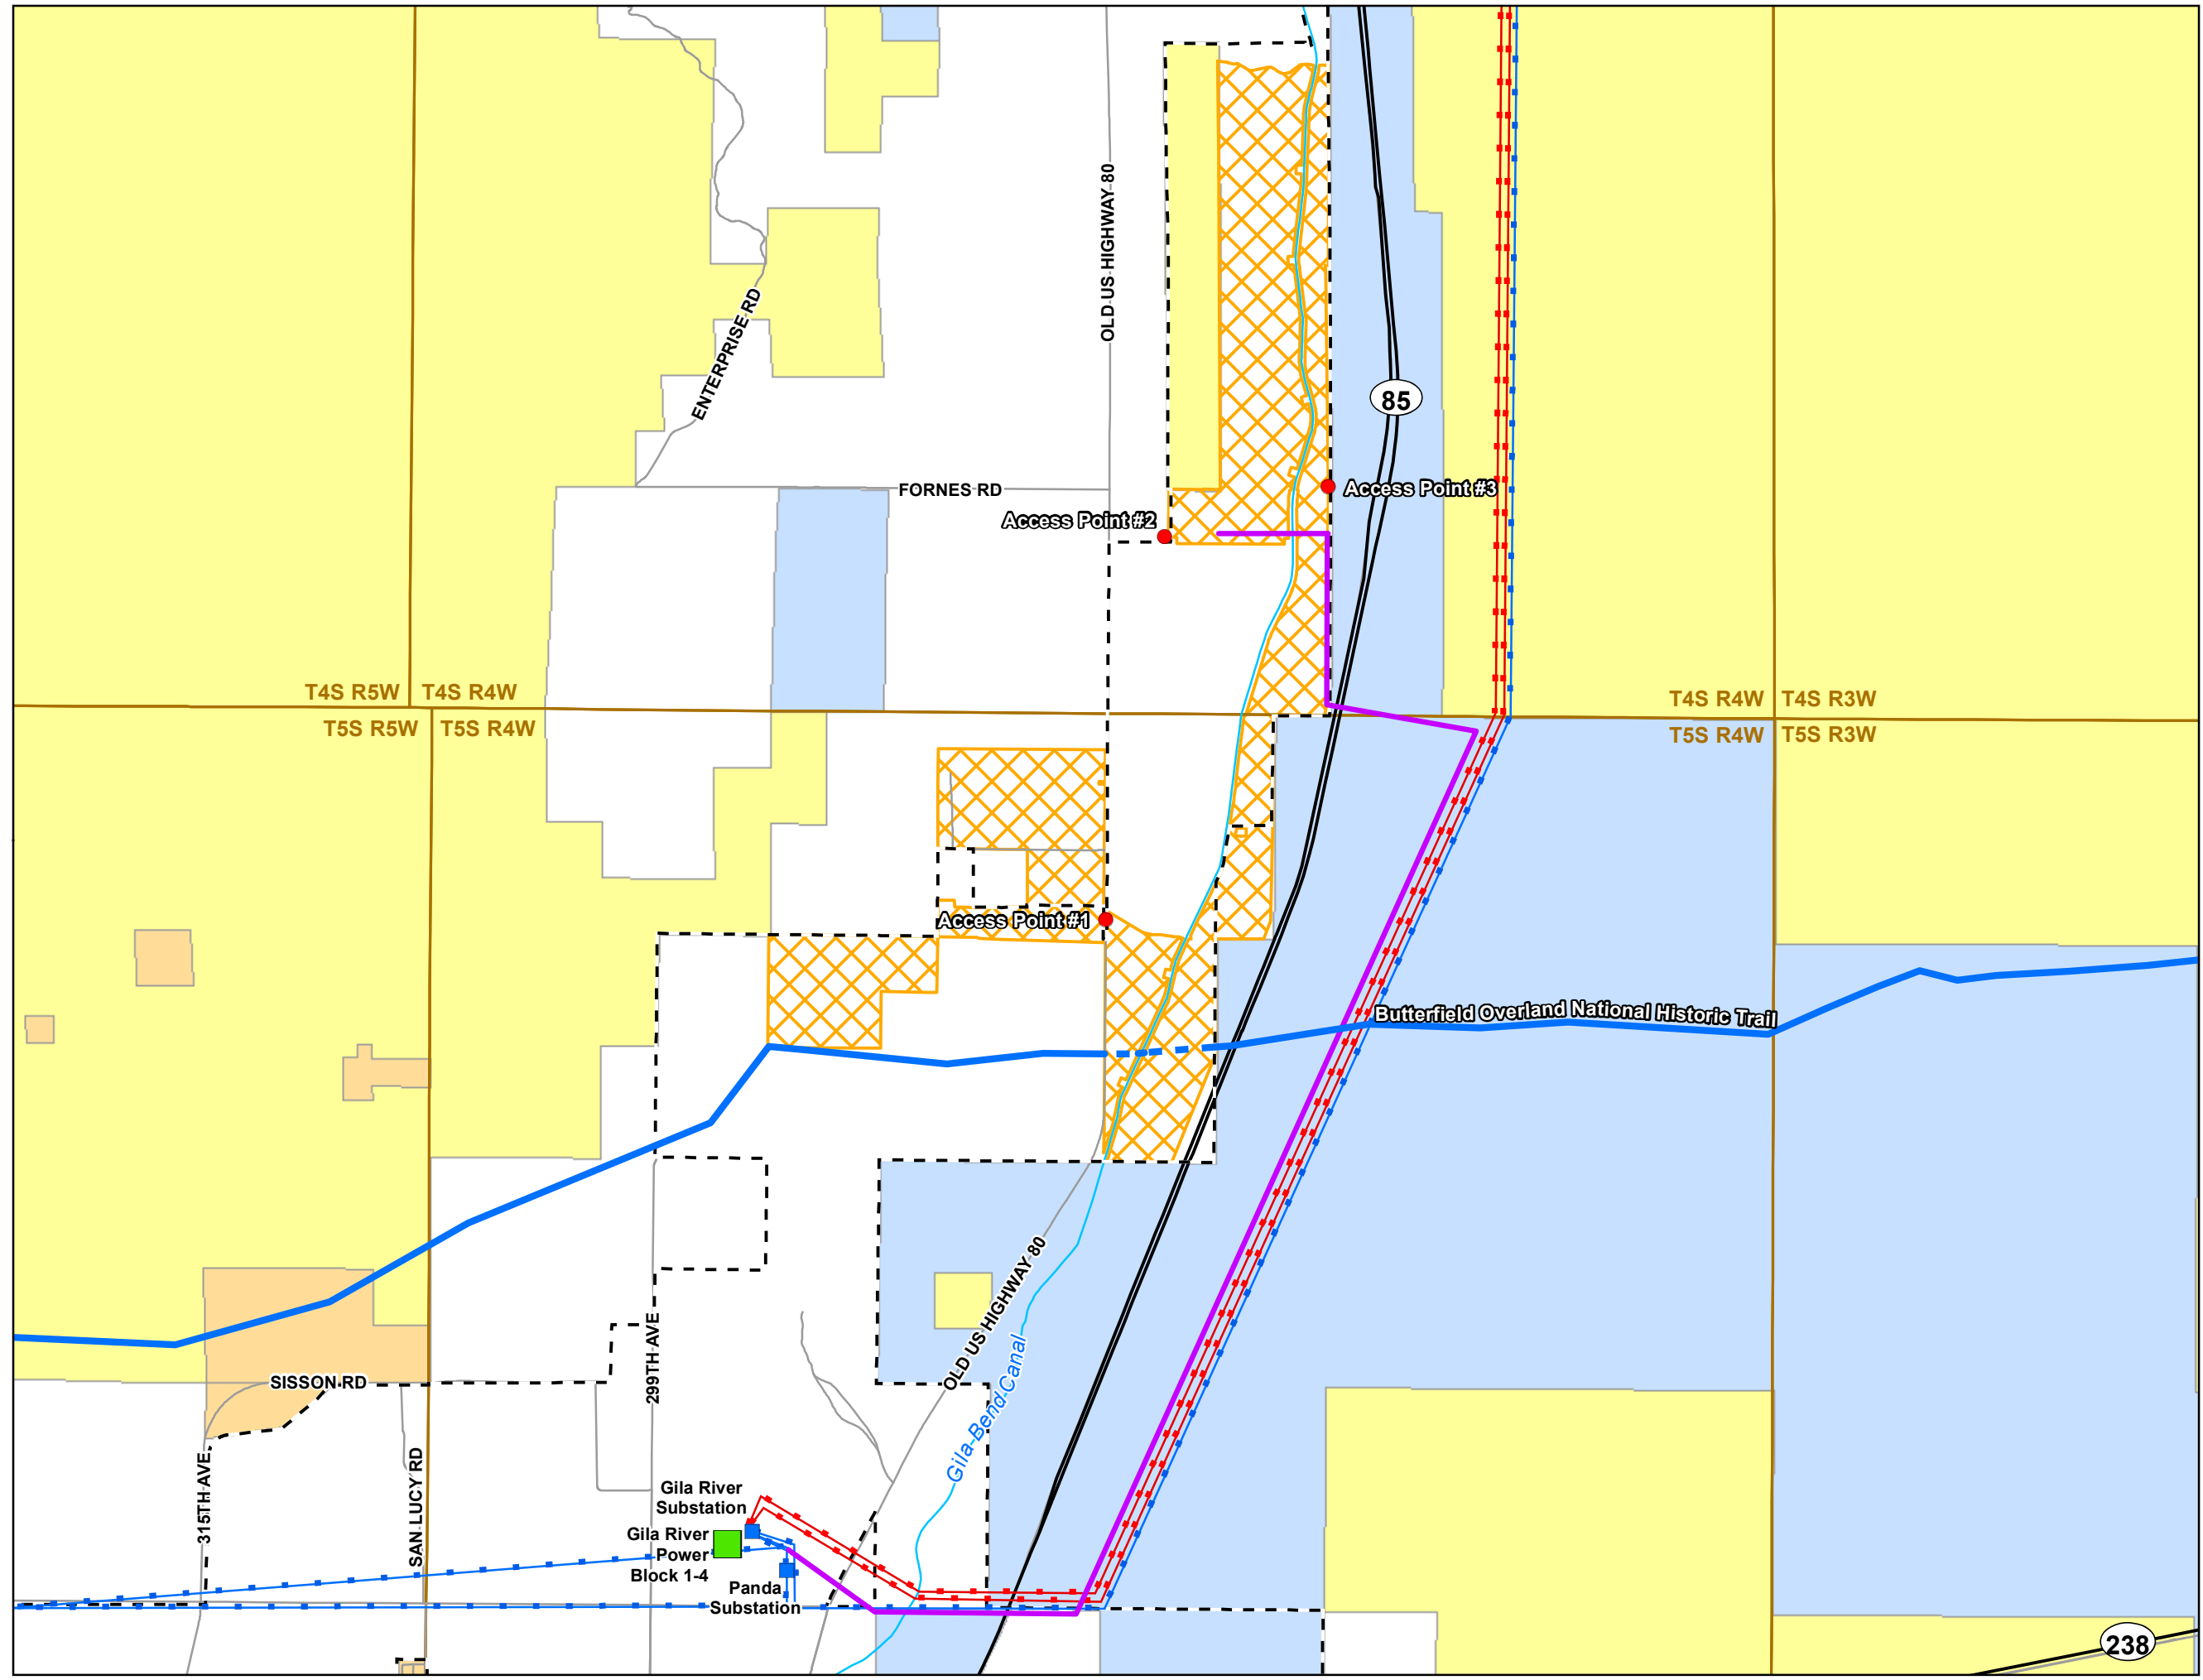 OLD US HIGHWAY 80
ENTERPRISE RD
85
FORNES RD
Access Point #3
Access Point #2
T4S R5W
T4S R4W
T4S R4W
T4S R3W
T5S R5W
T5S R4W
T5S R4W
T5S R3W
Access Point #1
Butterfield Overland National Historic Trail
OLD US HIGHWAY 80
299TH AVE
SISSON RD
Gila Bend Canal
315TH AVE
SAN LUCY RD
Gila River
Substation
Gila River
Power
Block 1-4
Panda
Substation
238